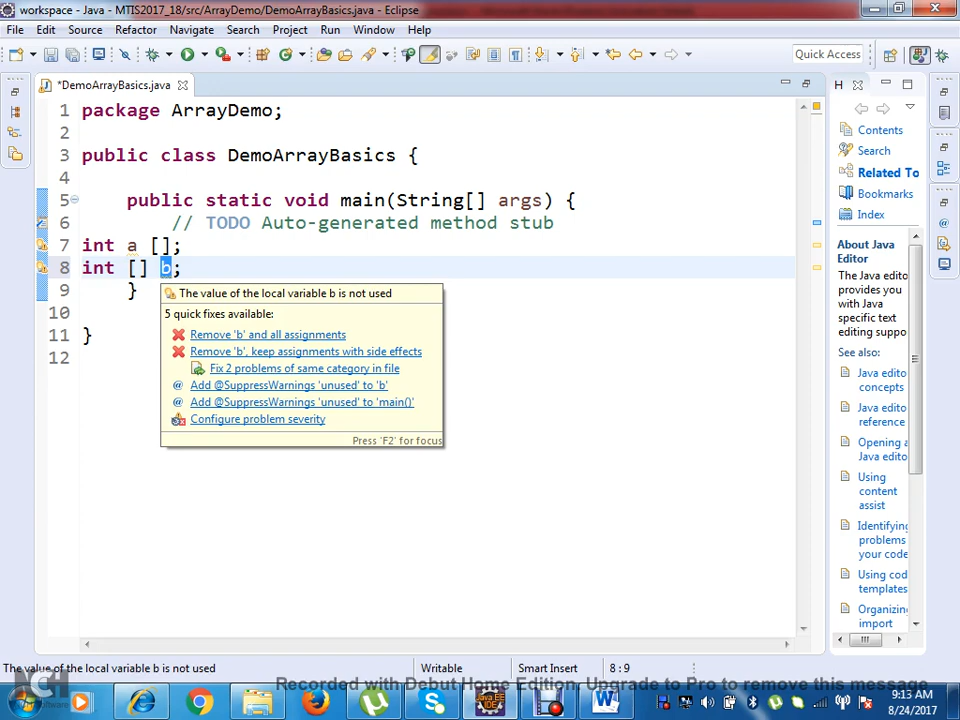 workspace - Java - MTIS2017_18/src/ArrayDemo/DemoArrayBasics.java - Eclipse
File Edit Source Refactor Navigate Search Project Run Window Help
Quick Access
*DemoArrayBasics.java
H
1 package ArrayDemo;
2
3 public class DemoArrayBasics {
4
5 public static void main(String[] args) {
6 // TODO Auto-generated method stub
7 int a [];
8 int [] b;
9 }
10
11 }
12
The value of the local variable b is not used
5 quick fixes available:
Remove 'b' and all assignments
Remove 'b', keep assignments with side effects
Fix 2 problems of same category in file
Add @SuppressWarnings 'unused' to 'b'
Add @SuppressWarnings 'unused' to 'main()'
Configure problem severity
Press 'F2' for focus
Contents
Search
Related To
Bookmarks
Index
About Java
Editor
The Java edito
provides you
with Java
specific text
editing suppo
See also:
Java edito
concepts
Java edito
reference
Opening a
Java edito
Using
content
assist
Identifying
problems
your code
Using cod
templates
Organizing
import
The value of the local variable b is not used
Writable
Smart Insert
8 : 9
NCH Software
Recorded with Debut Home Edition. Upgrade to Pro to remove this message
9:13 AM
8/24/2017